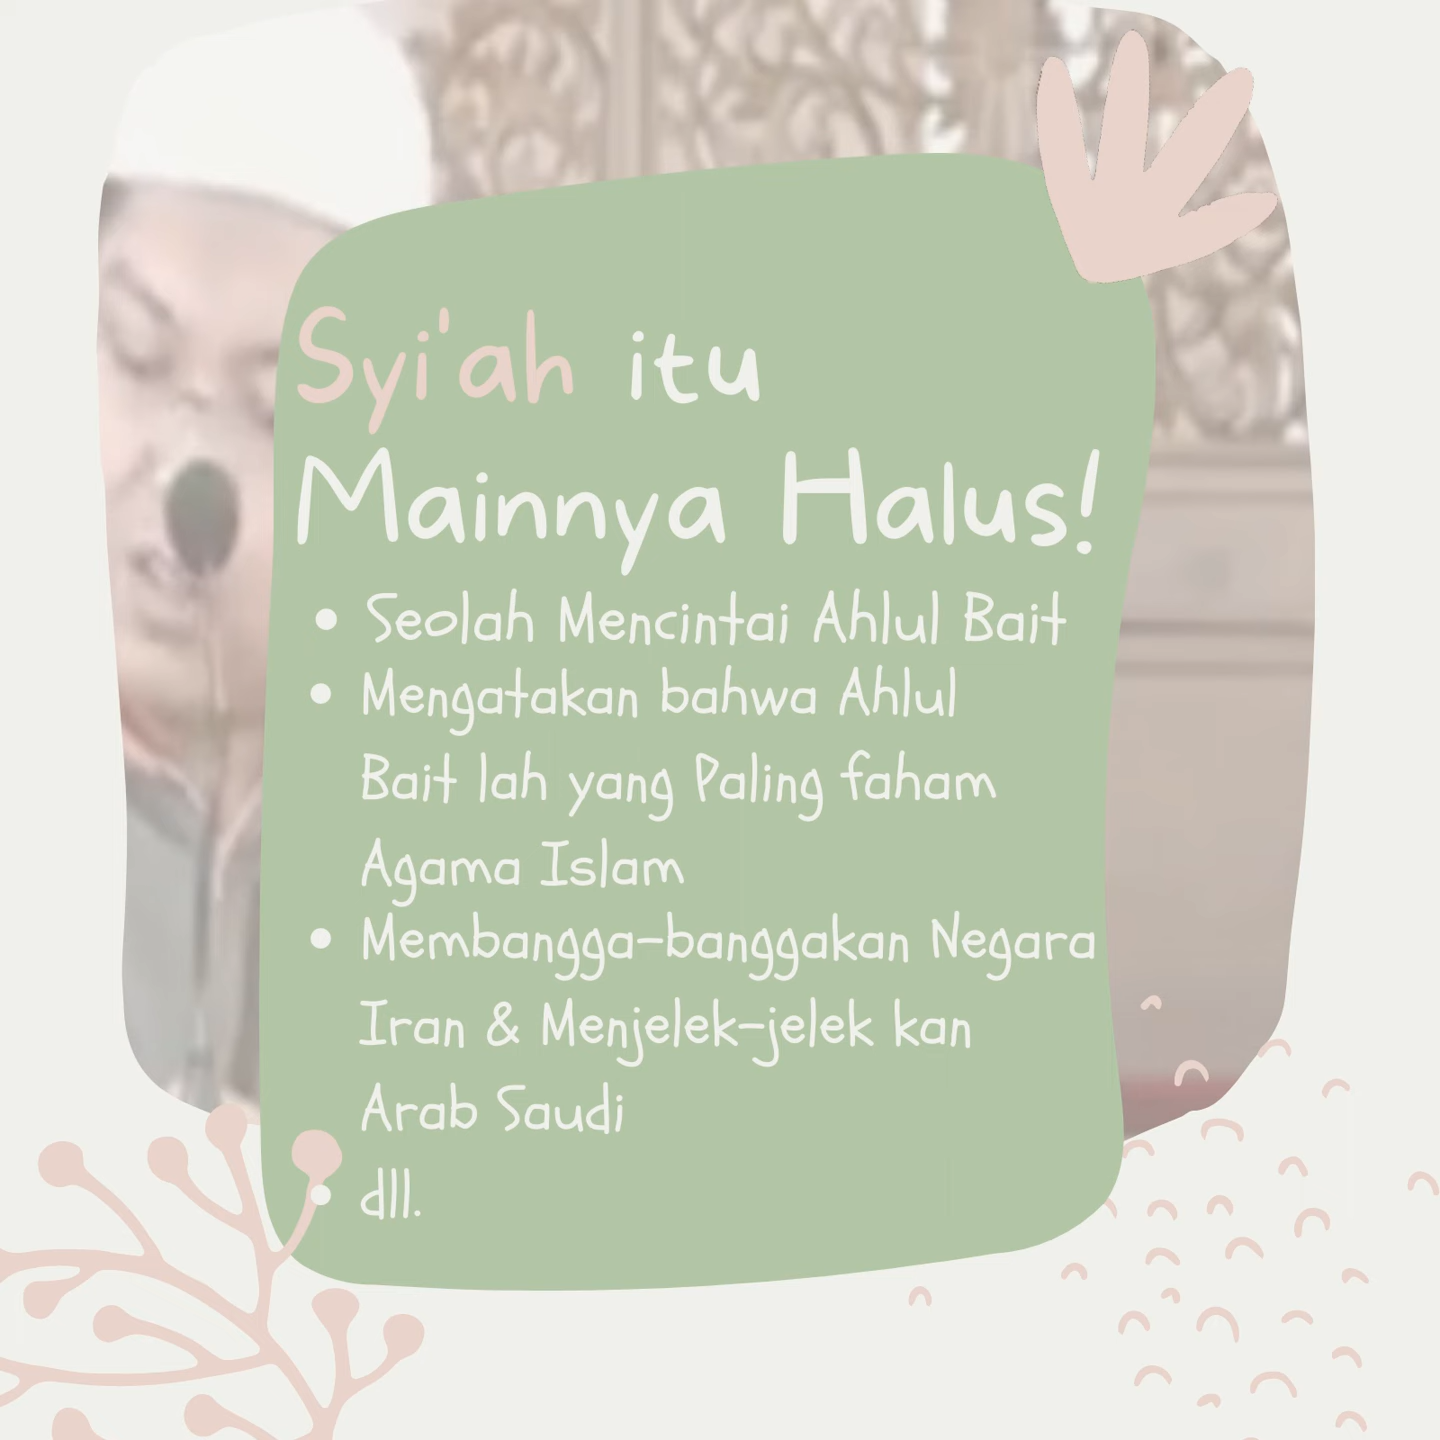 Syi'ah itu
Mainnya Halus!
• Seolah Mencintai Ahlul Bait
• Mengatakan bahwa Ahlul
Bait lah yang Paling faham
Agama Islam
• Membangga-banggakan Negara
Iran & Menjelek-jelek kan
Arab Saudi
• dll.